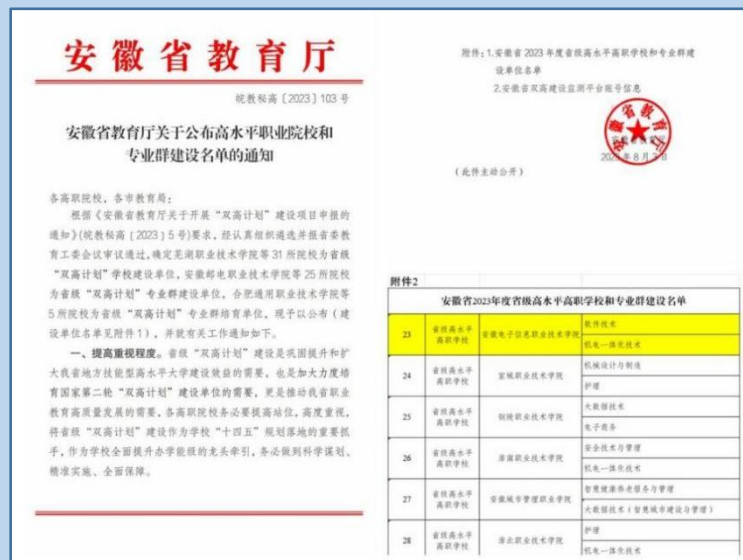 安徽省教育厅
皖教秘高〔2023〕103号
安徽省教育厅关于公布高水平职业院校和
专业群建设名单的通知
各高职院校，各市教育局：
根据《安徽省教育厅关于开展“双高计划”建设项目申报的
通知》(皖教秘高〔2023〕5号)要求，经认真组织遴选并报省委教
育工委会议审议通过，确定芜湖职业技术学院等31所院校为省级
“双高计划”学校建设单位，安徽邮电职业技术学院等25所院校
为省级“双高计划”专业群建设单位，合肥通用职业技术学院等
5所院校为省级“双高计划”专业群培育单位，现予以公布（建
设单位名单见附件1），并就有关工作通知如下。
一、提高重视程度。省级“双高计划”建设是巩固提升和扩
大我省地方技能型高水平大学建设效益的需要，也是加大力度培
育国家第二轮“双高计划”建设单位的需要，更是推动我省职业
教育高质量发展的需要，各高职院校务必要提高站位，高度重视，
将省级“双高计划”建设作为学校“十四五”规划落地的重要抓
手，作为学校全面提升办学能级的龙头牵引，务必做到科学谋划、
精准实施、全面保障。
附件：1.安徽省2023年度省级高水平高职学校和专业群建
设单位名单
2.安徽省双高建设监测平台账号信息
安徽省教育厅
2023年8月
（此件主动公开）
附件2
安徽省2023年度省级高水平高职学校和专业群建设名单
23 省级高水平高职学校 安徽电子信息职业技术学院 软件技术
机电一体化技术
24 省级高水平高职学校 宣城职业技术学院 机械设计与制造
护理
25 省级高水平高职学校 铜陵职业技术学院 大数据技术
电子商务
26 省级高水平高职学校 淮南职业技术学院 安全技术与管理
机电一体化技术
27 省级高水平高职学校 安徽城市管理职业学院 智慧健康养老服务与管理
大数据技术（智慧城市建设与管理）
28 省级高水平高职学校 淮北职业技术学院 护理
机电一体化技术